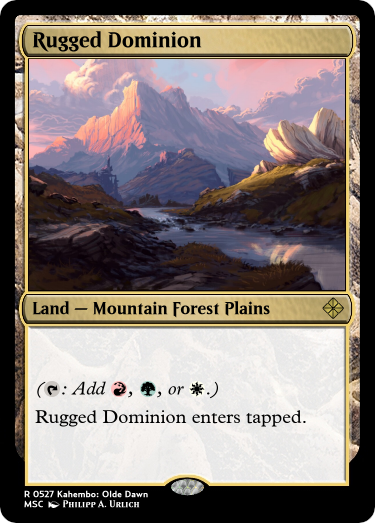 Rugged Dominion
Land — Mountain Forest Plains
(: Add , , or .)
Rugged Dominion enters tapped.
R 0527 Kahembo: Olde Dawn
MSC Philipp A. Urlich